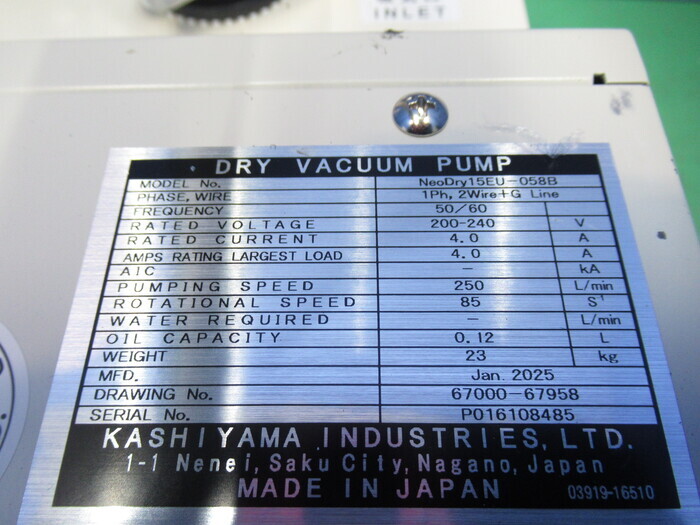 INLET
DRY VACUUM PUMP
MODEL No. NeoDry15EU-058B
PHASE, WIRE 1Ph, 2Wire+G Line
FREQUENCY 50/60
RATED VOLTAGE 200-240 V
RATED CURRENT 4.0 A
AMPS RATING LARGEST LOAD 4.0 A
AIC - kA
PUMPING SPEED 250 L/min
ROTATIONAL SPEED 85 S⁻¹
WATER REQUIRED - L/min
OIL CAPACITY 0.12 L
WEIGHT 23 kg
MFD. Jan. 2025
DRAWING No. 67000-67958
SERIAL No. P016108485
KASHIYAMA INDUSTRIES, LTD.
1-1 Nenei, Saku City, Nagano, Japan
MADE IN JAPAN 03919-16510